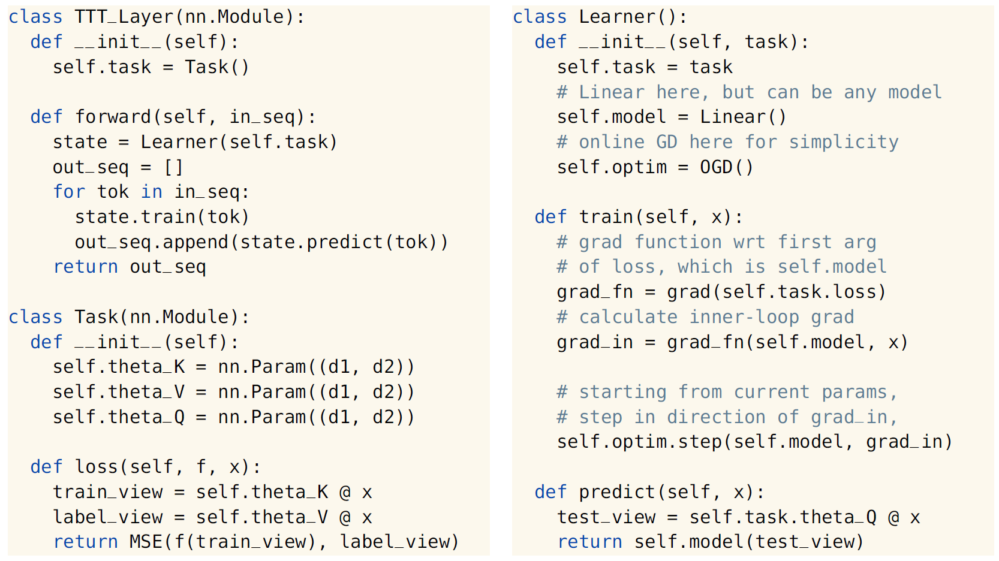 class TTT_Layer(nn.Module):
  def __init__(self):
    self.task = Task()

  def forward(self, in_seq):
    state = Learner(self.task)
    out_seq = []
    for tok in in_seq:
      state.train(tok)
      out_seq.append(state.predict(tok))
    return out_seq

class Task(nn.Module):
  def __init__(self):
    self.theta_K = nn.Param((d1, d2))
    self.theta_V = nn.Param((d1, d2))
    self.theta_Q = nn.Param((d1, d2))

  def loss(self, f, x):
    train_view = self.theta_K @ x
    label_view = self.theta_V @ x
    return MSE(f(train_view), label_view)

class Learner():
  def __init__(self, task):
    self.task = task
    # Linear here, but can be any model
    self.model = Linear()
    # online GD here for simplicity
    self.optim = OGD()

  def train(self, x):
    # grad function wrt first arg
    # of loss, which is self.model
    grad_fn = grad(self.task.loss)
    # calculate inner-loop grad
    grad_in = grad_fn(self.model, x)

    # starting from current params,
    # step in direction of grad_in,
    self.optim.step(self.model, grad_in)

  def predict(self, x):
    test_view = self.task.theta_Q @ x
    return self.model(test_view)